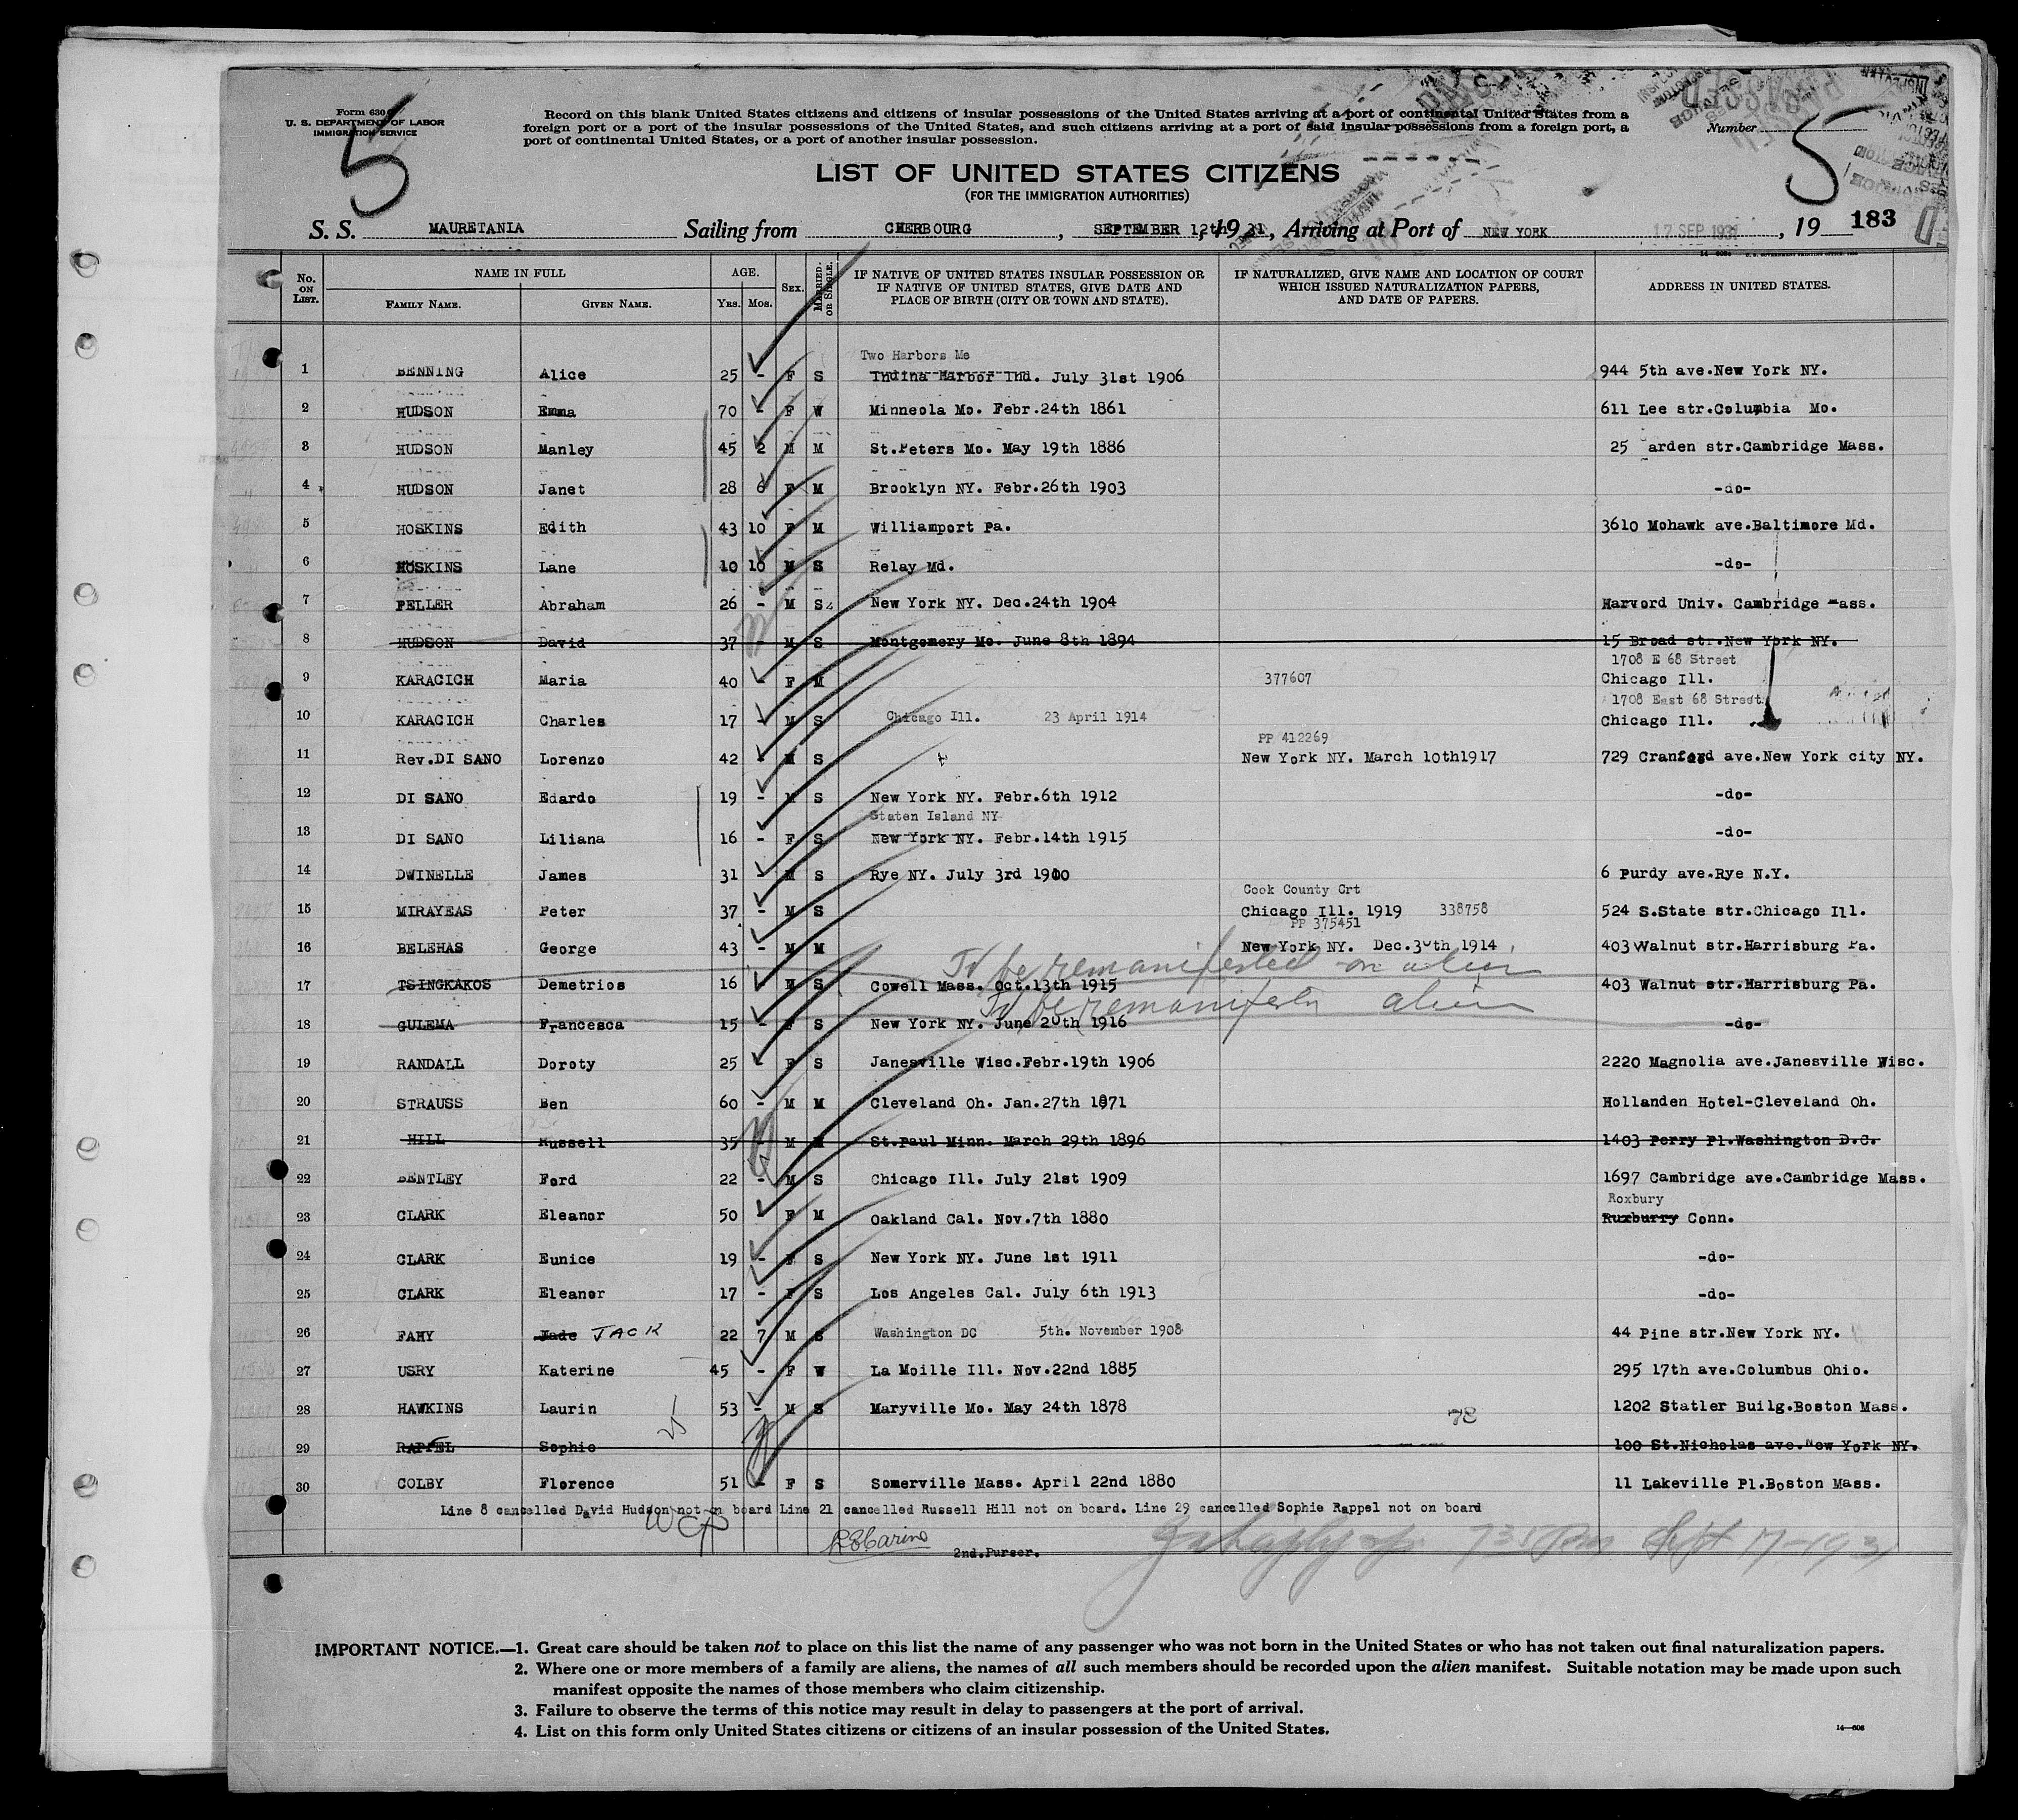 5
Form 630
U. S. DEPARTMENT OF LABOR
IMMIGRATION SERVICE
Record on this blank United States citizens and citizens of insular possessions of the United States arriving at a port of continental United States from a
foreign port or a port of the insular possessions of the United States, and such citizens arriving at a port of said insular possessions from a foreign port, a
port of continental United States, or a port of another insular possession.
Number
5
LIST OF UNITED STATES CITIZENS
(FOR THE IMMIGRATION AUTHORITIES)
S. S. MAURETANIA Sailing from CHERBOURG , SEPTEMBER 12th , 19 31 , Arriving at Port of NEW YORK 17 SEP 1931 , 19 183
No. ON LIST. NAME IN FULL AGE. SEX. MARRIED OR SINGLE. IF NATIVE OF UNITED STATES INSULAR POSSESSION OR IF NATIVE OF UNITED STATES, GIVE DATE AND PLACE OF BIRTH (CITY OR TOWN AND STATE). IF NATURALIZED, GIVE NAME AND LOCATION OF COURT WHICH ISSUED NATURALIZATION PAPERS, AND DATE OF PAPERS. ADDRESS IN UNITED STATES.
FAMILY NAME. GIVEN NAME. YRS. MOS.
Two Harbors Me
1 BENNING Alice 25 - F S Indina Harbor Ind. July 31st 1906 944 5th ave.New York NY.
2 HUDSON Emma 70 - F W Minneola Mo. Febr.24th 1861 611 Lee str.Columbia Mo.
3 HUDSON Manley 45 2 M M St.Peters Mo. May 19th 1886 25 arden str.Cambridge Mass.
4 HUDSON Janet 28 6 F M Brooklyn NY. Febr.26th 1903 -do-
5 HOSKINS Edith 43 10 F M Williamport Pa. 3610 Mohawk ave.Baltimore Md.
6 HOSKINS Lane 10 10 M S Relay Md. -do-
7 FELLER Abraham 26 - M S New York NY. Dec.24th 1904 Harvord Univ. Cambridge Mass.
8 HUDSON David 37 M S Montgomery Mo. June 8th 1894 15 Broad str.New York NY.
1708 E 68 Street
9 KARACICH Maria 40 - F M 377607 Chicago Ill.
1708 East 68 Street
10 KARACICH Charles 17 - M S Chicago Ill. 23 April 1914 Chicago Ill.
PP 412269
11 Rev.DI SANO Lorenzo 42 - M S New York NY. March 10th1917 729 Cranford ave.New York city NY.
12 DI SANO Edardo 19 - M S New York NY. Febr.6th 1912 -do-
Staten Island NY
13 DI SANO Liliana 16 - F S New York NY. Febr.14th 1915 -do-
14 DWINELLE James 31 - M S Rye NY. July 3rd 1900 6 Purdy ave.Rye N.Y.
Cook County Crt
15 MIRAYEAS Peter 37 - M S Chicago Ill. 1919 338758 524 S.State str.Chicago Ill.
PP 375451
16 BELEHAS George 43 - M M New York NY. Dec.30th 1914 403 Walnut str.Harrisburg Pa.
To be remanifested on alien
17 TSINGKAKOS Demetrios 16 - M S Cowell Mass. Oct.13th 1915 403 Walnut str.Harrisburg Pa.
To be remanifestn alien
18 GULEMA Francesca 15 - F S New York NY. June 20th 1916 -do-
19 RANDALL Doroty 25 - F S Janesville Wisc.Febr.19th 1906 2220 Magnolia ave.Janesville Wisc.
20 STRAUSS Ben 60 - M M Cleveland Oh. Jan.27th 1871 Hollanden Hotel-Cleveland Oh.
21 HILL Russell 35 - M M St.Paul Minn. March 29th 1896 1403 Perry Pl.Washington D.C.
22 BENTLEY Ford 22 - M S Chicago Ill. July 21st 1909 1697 Cambridge ave.Cambridge Mass.
Roxbury
23 CLARK Eleanor 50 - F M Oakland Cal. Nov.7th 1880 Ruxburry Conn.
24 CLARK Eunice 19 - F S New York NY. June 1st 1911 -do-
25 CLARK Eleanor 17 - F S Los Angeles Cal. July 6th 1913 -do-
26 FAHY Jade JACK 22 7 M S Washington DC 5th. November 1908 44 Pine str.New York NY.
27 USRY Katerine 45 - F W La Moille Ill. Nov.22nd 1885 295 17th ave.Columbus Ohio.
28 HAWKINS Laurin 53 - M S Maryville Mo. May 24th 1878 1202 Statler Builg.Boston Mass.
78
29 RAPPEL Sophie 100 St.Nicholas ave.New York NY.
30 COLBY Florence 51 - F S Somerville Mass. April 22nd 1880 11 Lakeville Pl.Boston Mass.
Line 8 cancelled David Hudson not on board Line 21 cancelled Russell Hill not on board. Line 29 cancelled Sophie Rappel not on board
2nd.Purser.
735 Pm Sept 17-1931
IMPORTANT NOTICE.—1. Great care should be taken not to place on this list the name of any passenger who was not born in the United States or who has not taken out final naturalization papers.
2. Where one or more members of a family are aliens, the names of all such members should be recorded upon the alien manifest. Suitable notation may be made upon such
manifest opposite the names of those members who claim citizenship.
3. Failure to observe the terms of this notice may result in delay to passengers at the port of arrival.
4. List on this form only United States citizens or citizens of an insular possession of the United States.
14—608